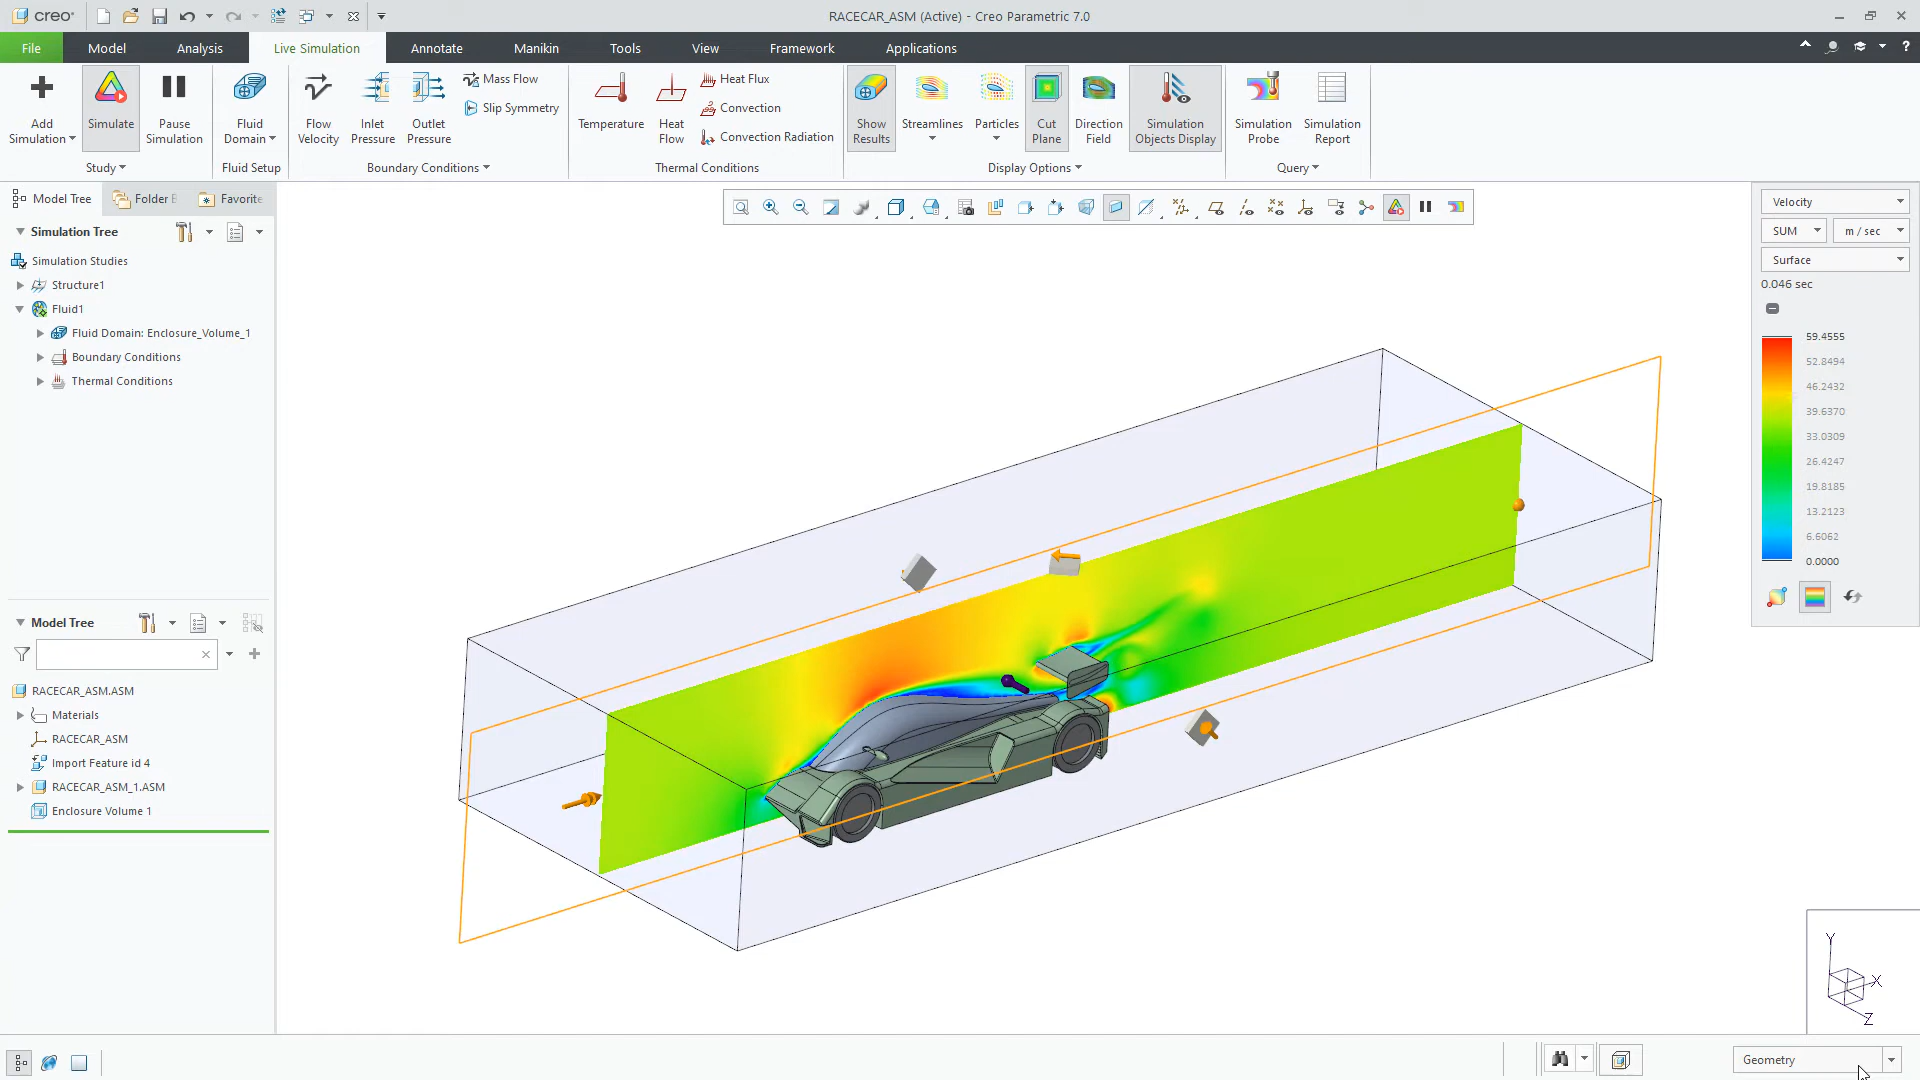 creo®
RACECAR_ASM (Active) - Creo Parametric 7.0
File
Model
Analysis
Live Simulation
Annotate
Manikin
Tools
View
Framework
Applications
Add Simulation
Simulate
Pause Simulation
Study
Fluid Domain
Fluid Setup
Flow Velocity
Inlet Pressure
Outlet Pressure
Mass Flow
Slip Symmetry
Boundary Conditions
Temperature
Heat Flow
Heat Flux
Convection
Convection Radiation
Thermal Conditions
Show Results
Streamlines
Particles
Cut Plane
Direction Field
Simulation Objects Display
Display Options
Simulation Probe
Simulation Report
Query
Model Tree
Folder
Favorite
Simulation Tree
Simulation Studies
Structure1
Fluid1
Fluid Domain: Enclosure_Volume_1
Boundary Conditions
Thermal Conditions
Model Tree
RACECAR_ASM.ASM
Materials
RACECAR_ASM
Import Feature id 4
RACECAR_ASM_1.ASM
Enclosure Volume 1
Velocity
SUM
m / sec
Surface
0.046 sec
59.4555
52.8494
46.2432
39.6370
33.0309
26.4247
19.8185
13.2123
6.6062
0.0000
Y
X
Z
Geometry